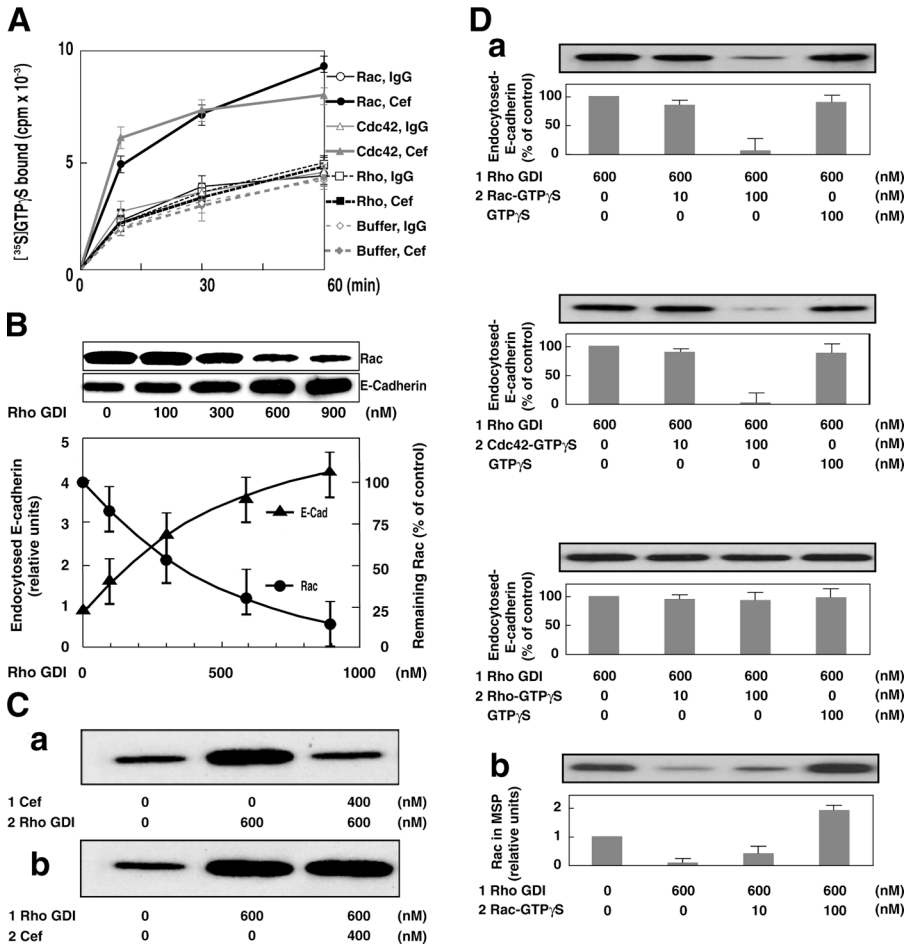 A
[³⁵S]GTPγS bound (cpm x 10⁻³)
10
5
0
0
30
60 (min)
Rac, IgG
Rac, Cef
Cdc42, IgG
Cdc42, Cef
Rho, IgG
Rho, Cef
Buffer, IgG
Buffer, Cef
B
Rac
E-Cadherin
Rho GDI 0 100 300 600 900 (nM)
Endocytosed E-cadherin
(relative units)
5
4
3
2
1
0
E-Cad
Rac
100
75
50
25
0
Remaining Rac (% of control)
Rho GDI 0 500 1000 (nM)
C
a
1 Cef 0 0 400 (nM)
2 Rho GDI 0 600 600 (nM)
b
1 Rho GDI 0 600 600 (nM)
2 Cef 0 0 400 (nM)
D
a
Endocytosed-
E-cadherin
(% of control)
100
50
0
1 Rho GDI 600 600 600 600 (nM)
2 Rac-GTPγS 0 10 100 0 (nM)
GTPγS 0 0 0 100 (nM)
Endocytosed-
E-cadherin
(% of control)
100
50
0
1 Rho GDI 600 600 600 600 (nM)
2 Cdc42-GTPγS 0 10 100 0 (nM)
GTPγS 0 0 0 100 (nM)
Endocytosed-
E-cadherin
(% of control)
100
50
0
1 Rho GDI 600 600 600 600 (nM)
2 Rho-GTPγS 0 10 100 0 (nM)
GTPγS 0 0 0 100 (nM)
b
Rac in MSP
(relative units)
2
1
0
1 Rho GDI 0 600 600 600 (nM)
2 Rac-GTPγS 0 0 10 100 (nM)